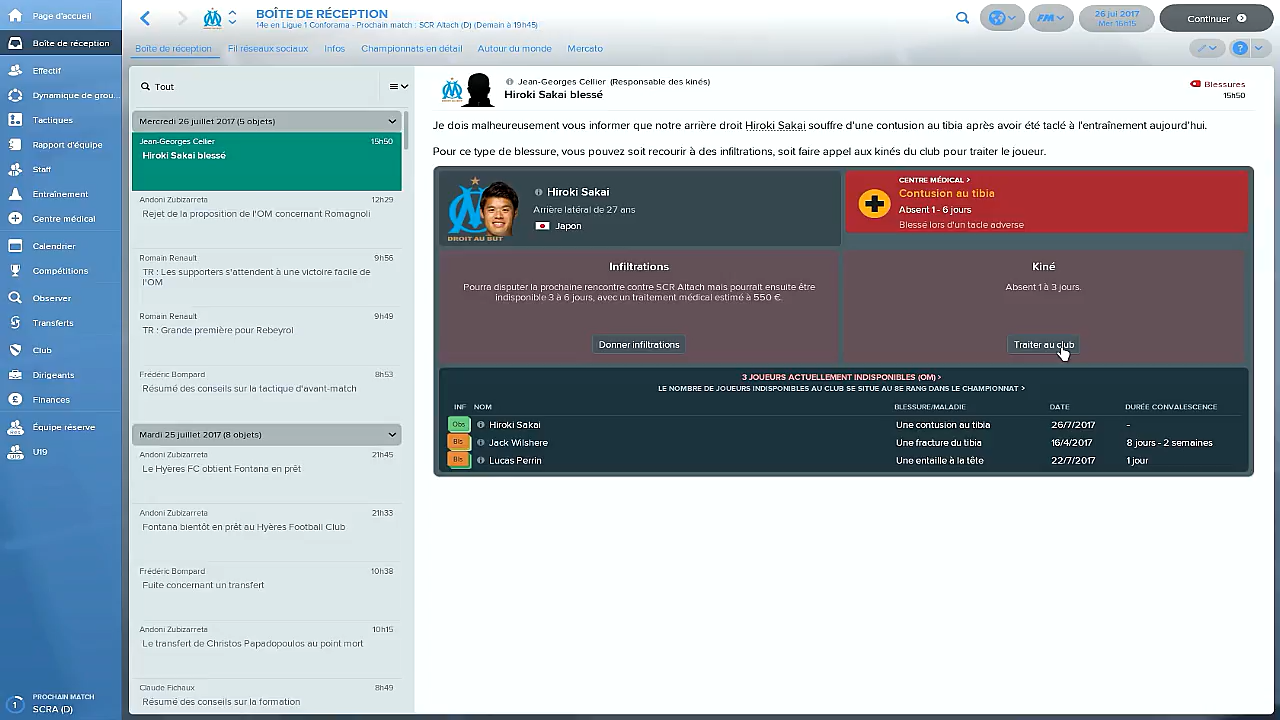 Page d'accueil
Boîte de réception
Effectif
Dynamique de grou...
Tactiques
Rapport d'équipe
Staff
Entraînement
Centre médical
Calendrier
Compétitions
Observer
Transferts
Club
Dirigeants
Finances
Équipe réserve
U19
1
PROCHAIN MATCH
SCRA (D)
BOÎTE DE RÉCEPTION
14e en Ligue 1 Conforama - Prochain match : SCR Altach (D) (Demain à 19h45)
FM
26 jui 2017
Mer 16h15
Continuer
Boîte de réception
Fil réseaux sociaux
Infos
Championnats en détail
Autour du monde
Mercato
?
Tout
Mercredi 26 juillet 2017 (5 objets)
Jean-Georges Cellier 15h50
Hiroki Sakai blessé
Andoni Zubizarreta 12h29
Rejet de la proposition de l'OM concernant Romagnoli
Romain Renault 9h56
TR : Les supporters s'attendent à une victoire facile de
l'OM
Romain Renault 9h49
TR : Grande première pour Rebeyrol
Frédéric Bompard 8h53
Résumé des conseils sur la tactique d'avant-match
Mardi 25 juillet 2017 (8 objets)
Andoni Zubizarreta 21h45
Le Hyères FC obtient Fontana en prêt
Andoni Zubizarreta 21h33
Fontana bientôt en prêt au Hyères Football Club
Frédéric Bompard 10h38
Fuite concernant un transfert
Andoni Zubizarreta 10h15
Le transfert de Christos Papadopoulos au point mort
Claude Fichaux 8h49
Résumé des conseils sur la formation
Jean-Georges Cellier (Responsable des kinés)
Hiroki Sakai blessé
Blessures
15h50
Je dois malheureusement vous informer que notre arrière droit Hiroki Sakai souffre d'une contusion au tibia après avoir été taclé à l'entraînement aujourd'hui.
Pour ce type de blessure, vous pouvez soit recourir à des infiltrations, soit faire appel aux kinés du club pour traiter le joueur.
DROIT AU BUT
Hiroki Sakai
Arrière latéral de 27 ans
Japon
CENTRE MÉDICAL >
Contusion au tibia
Absent 1 - 6 jours
Blessé lors d'un tacle adverse
Infiltrations
Pourra disputer la prochaine rencontre contre SCR Altach mais pourrait ensuite être
indisponible 3 à 6 jours, avec un traitement médical estimé à 550 €.
Donner infiltrations
Kiné
Absent 1 à 3 jours.
Traiter au club
3 JOUEURS ACTUELLEMENT INDISPONIBLES (OM) >
LE NOMBRE DE JOUEURS INDISPONIBLES AU CLUB SE SITUE AU 8E RANG DANS LE CHAMPIONNAT >
INF NOM BLESSURE/MALADIE DATE DURÉE CONVALESCENCE
Obs Hiroki Sakai Une contusion au tibia 26/7/2017 -
Bls Jack Wilshere Une fracture du tibia 16/4/2017 8 jours - 2 semaines
Bls Lucas Perrin Une entaille à la tête 22/7/2017 1 jour